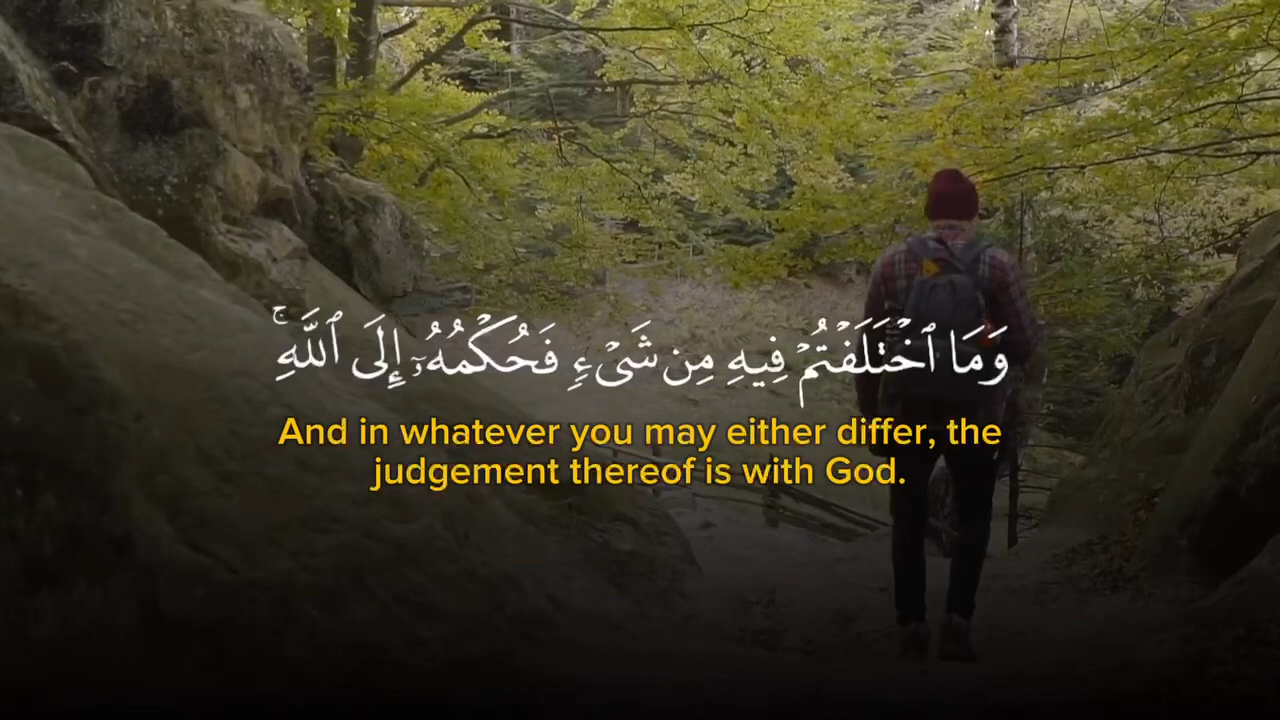 وَمَا ٱخْتَلَفْتُمْ فِيهِ مِن شَىْءٍ فَحُكْمُهُۥٓ إِلَى ٱللَّهِ ۚ
And in whatever you may either differ, the
judgement thereof is with God.